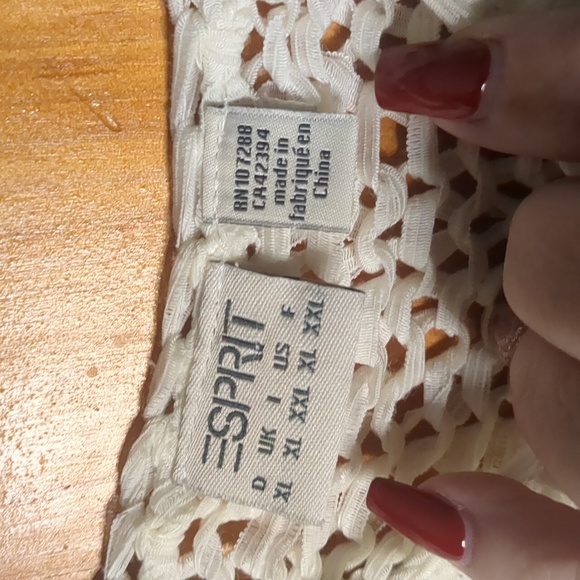 ESPRIT
D UK I US F
XL XL XXL XL XXL
RN107288
CA42394
made in
fabriqué en
China